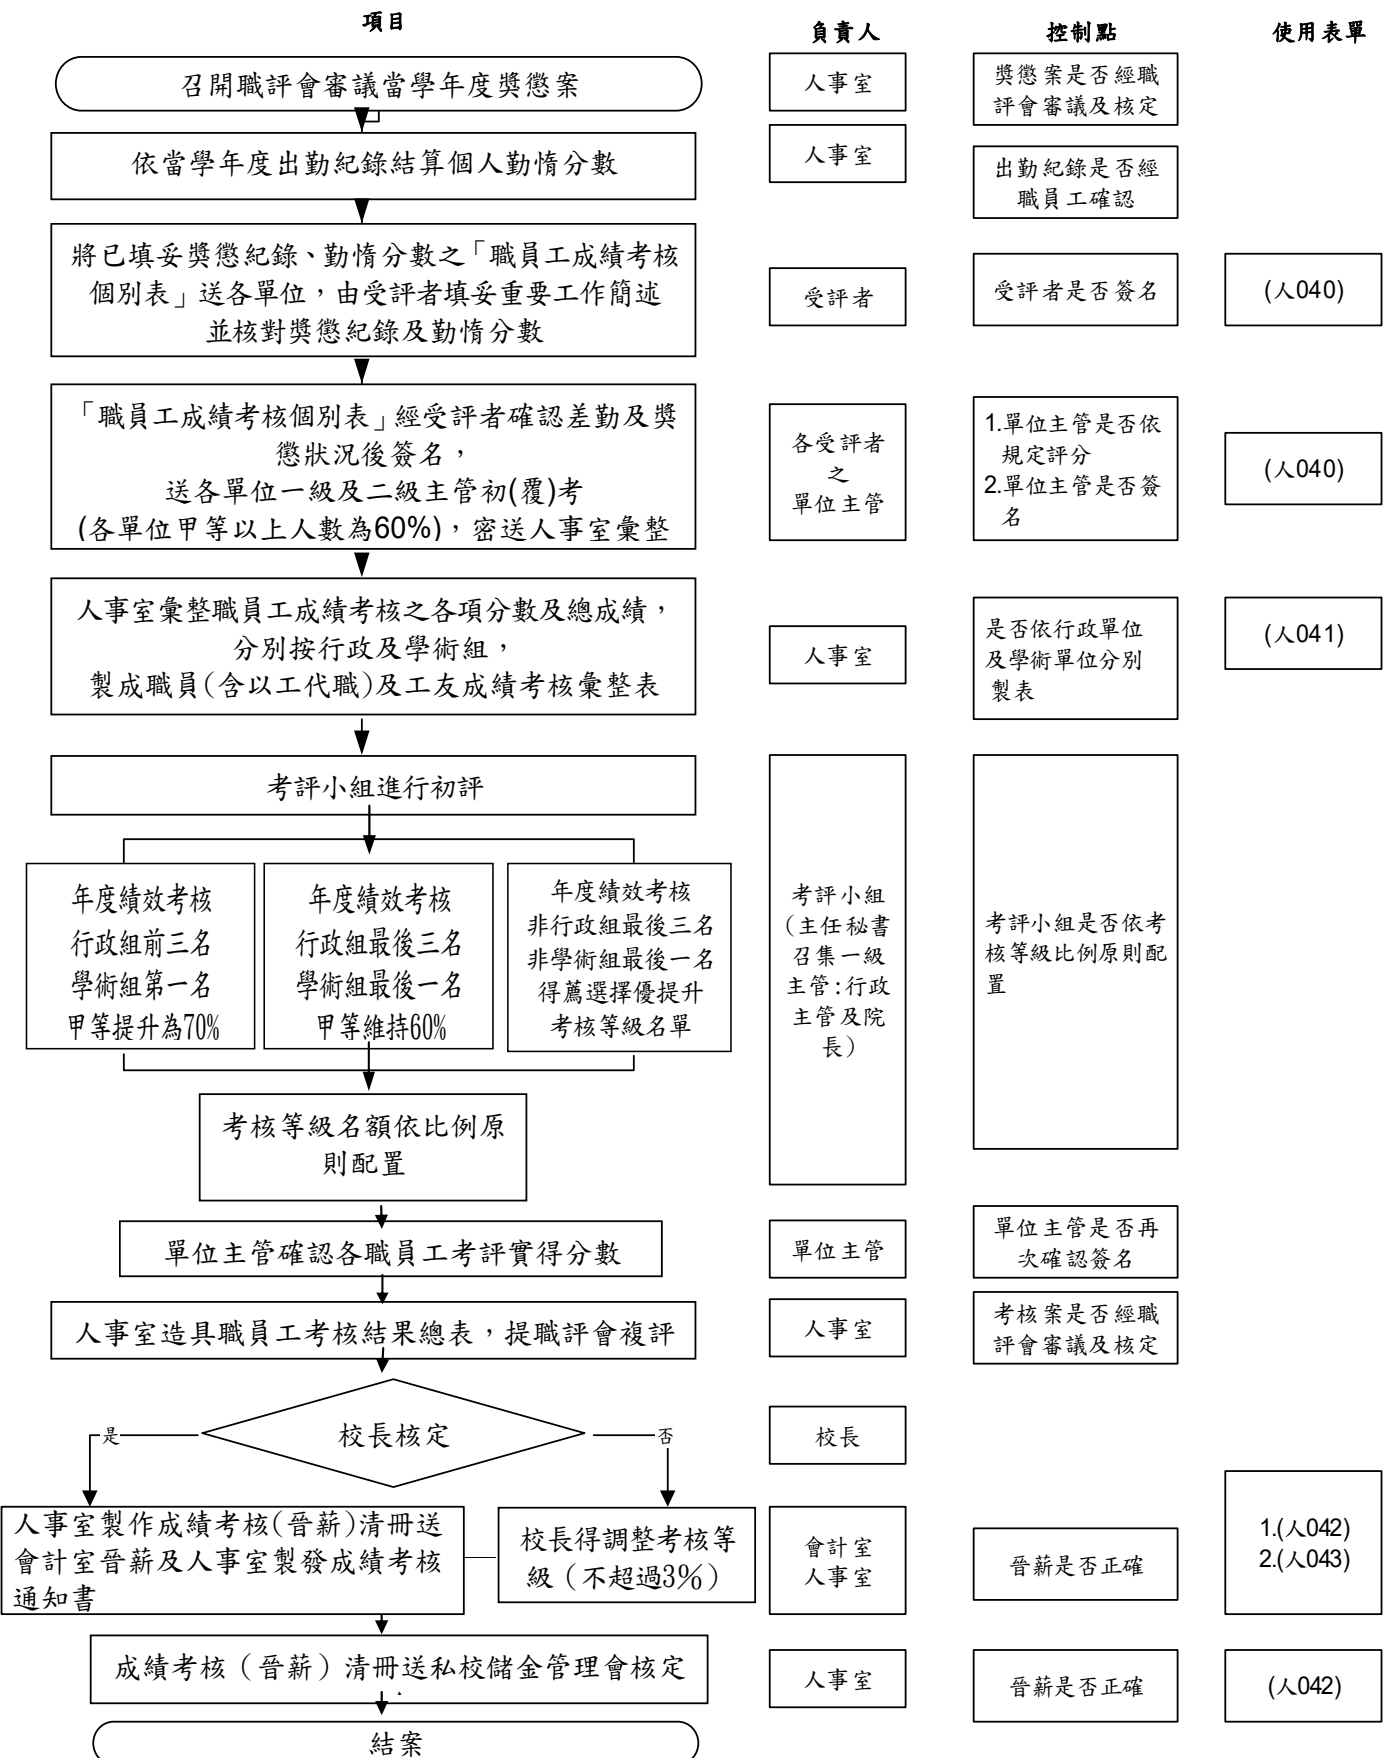 項目
負責人
控制點
使用表單
召開職評會審議當學年度獎懲案
人事室
獎懲案是否經職
評會審議及核定
依當學年度出勤紀錄結算個人勤惰分數
人事室
出勤紀錄是否經
職員工確認
將已填妥獎懲紀錄、勤惰分數之「職員工成績考核
個別表」送各單位，由受評者填妥重要工作簡述
並核對獎懲紀錄及勤惰分數
受評者
受評者是否簽名
(人040)
「職員工成績考核個別表」經受評者確認差勤及獎
懲狀況後簽名，
送各單位一級及二級主管初(覆)考
(各單位甲等以上人數為60%)，密送人事室彙整
各受評者
之
單位主管
1.單位主管是否依
規定評分
2.單位主管是否簽
名
(人040)
人事室彙整職員工成績考核之各項分數及總成績，
分別按行政及學術組，
製成職員(含以工代職)及工友成績考核彙整表
人事室
是否依行政單位
及學術單位分別
製表
(人041)
考評小組進行初評
年度績效考核
行政組前三名
學術組第一名
甲等提升為70%
年度績效考核
行政組最後三名
學術組最後一名
甲等維持60%
年度績效考核
非行政組最後三名
非學術組最後一名
得薦選擇優提升
考核等級名單
考評小組
（主任秘書
召集一級
主管:行政
主管及院
長）
考評小組是否依考
核等級比例原則配
置
考核等級名額依比例原
則配置
單位主管確認各職員工考評實得分數
單位主管
單位主管是否再
次確認簽名
人事室造具職員工考核結果總表，提職評會複評
人事室
考核案是否經職
評會審議及核定
校長核定
是
否
校長
人事室製作成績考核(晉薪)清冊送
會計室晉薪及人事室製發成績考核
通知書
校長得調整考核等
級（不超過3%）
會計室
人事室
晉薪是否正確
1.(人042)
2.(人043)
成績考核（晉薪）清冊送私校儲金管理會核定
人事室
晉薪是否正確
(人042)
結案